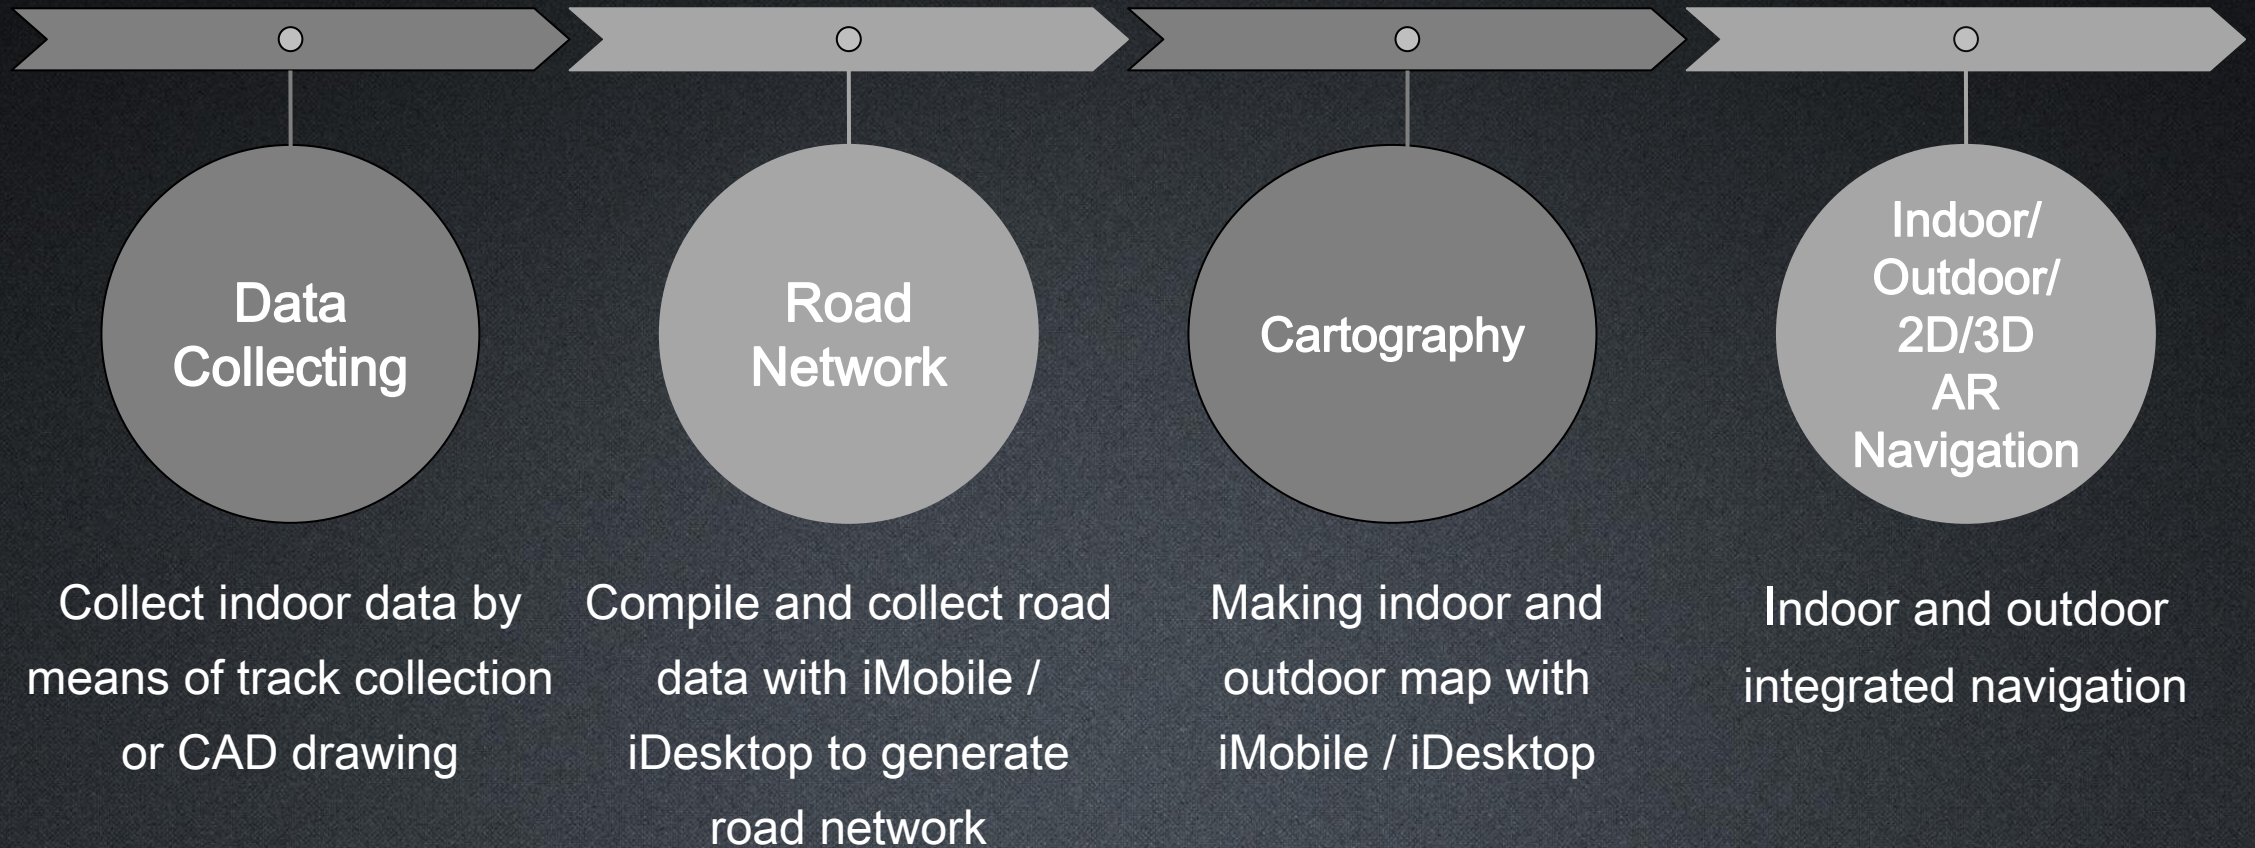 Data
Collecting
Road
Network
Cartography
Indoor/
Outdoor/
2D/3D
AR
Navigation
Collect indoor data by
means of track collection
or CAD drawing
Compile and collect road
data with iMobile /
iDesktop to generate
road network
Making indoor and
outdoor map with
iMobile / iDesktop
Indoor and outdoor
integrated navigation